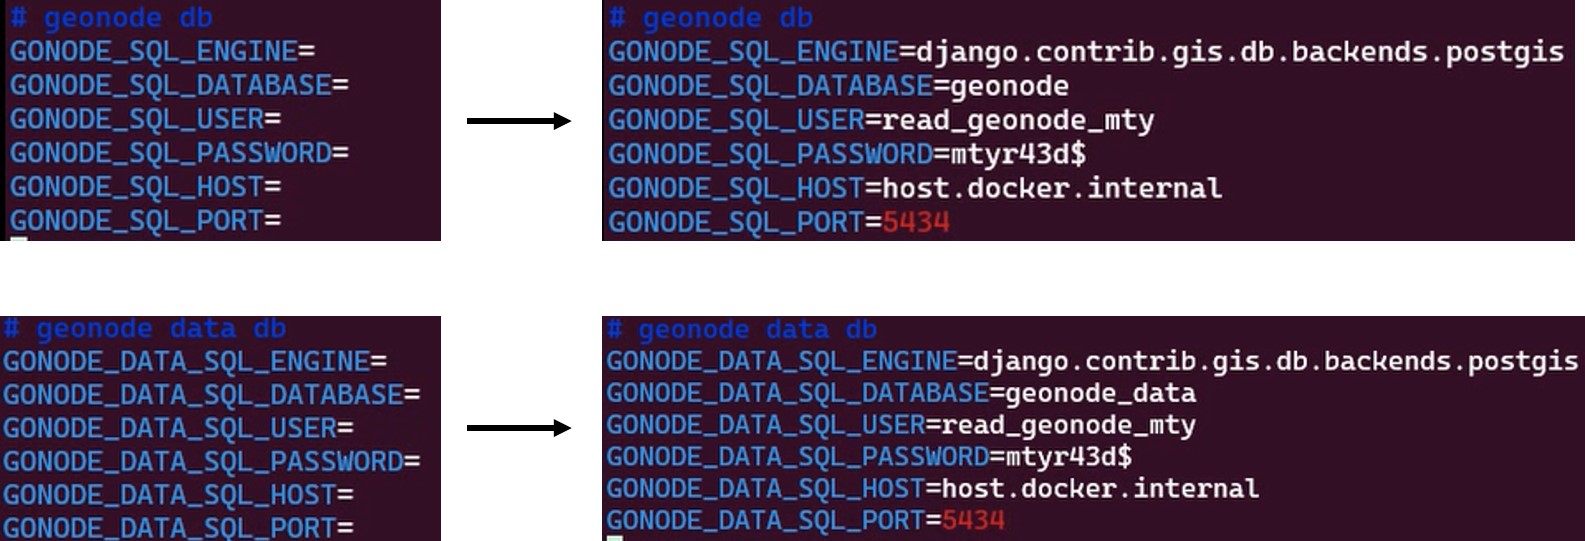 # geonode db
GONODE_SQL_ENGINE=
GONODE_SQL_DATABASE=
GONODE_SQL_USER=
GONODE_SQL_PASSWORD=
GONODE_SQL_HOST=
GONODE_SQL_PORT=
# geonode db
GONODE_SQL_ENGINE=django.contrib.gis.db.backends.postgis
GONODE_SQL_DATABASE=geonode
GONODE_SQL_USER=read_geonode_mty
GONODE_SQL_PASSWORD=mtyr43d$
GONODE_SQL_HOST=host.docker.internal
GONODE_SQL_PORT=5434
# geonode data db
GONODE_DATA_SQL_ENGINE=
GONODE_DATA_SQL_DATABASE=
GONODE_DATA_SQL_USER=
GONODE_DATA_SQL_PASSWORD=
GONODE_DATA_SQL_HOST=
GONODE_DATA_SQL_PORT=
# geonode data db
GONODE_DATA_SQL_ENGINE=django.contrib.gis.db.backends.postgis
GONODE_DATA_SQL_DATABASE=geonode_data
GONODE_DATA_SQL_USER=read_geonode_mty
GONODE_DATA_SQL_PASSWORD=mtyr43d$
GONODE_DATA_SQL_HOST=host.docker.internal
GONODE_DATA_SQL_PORT=5434